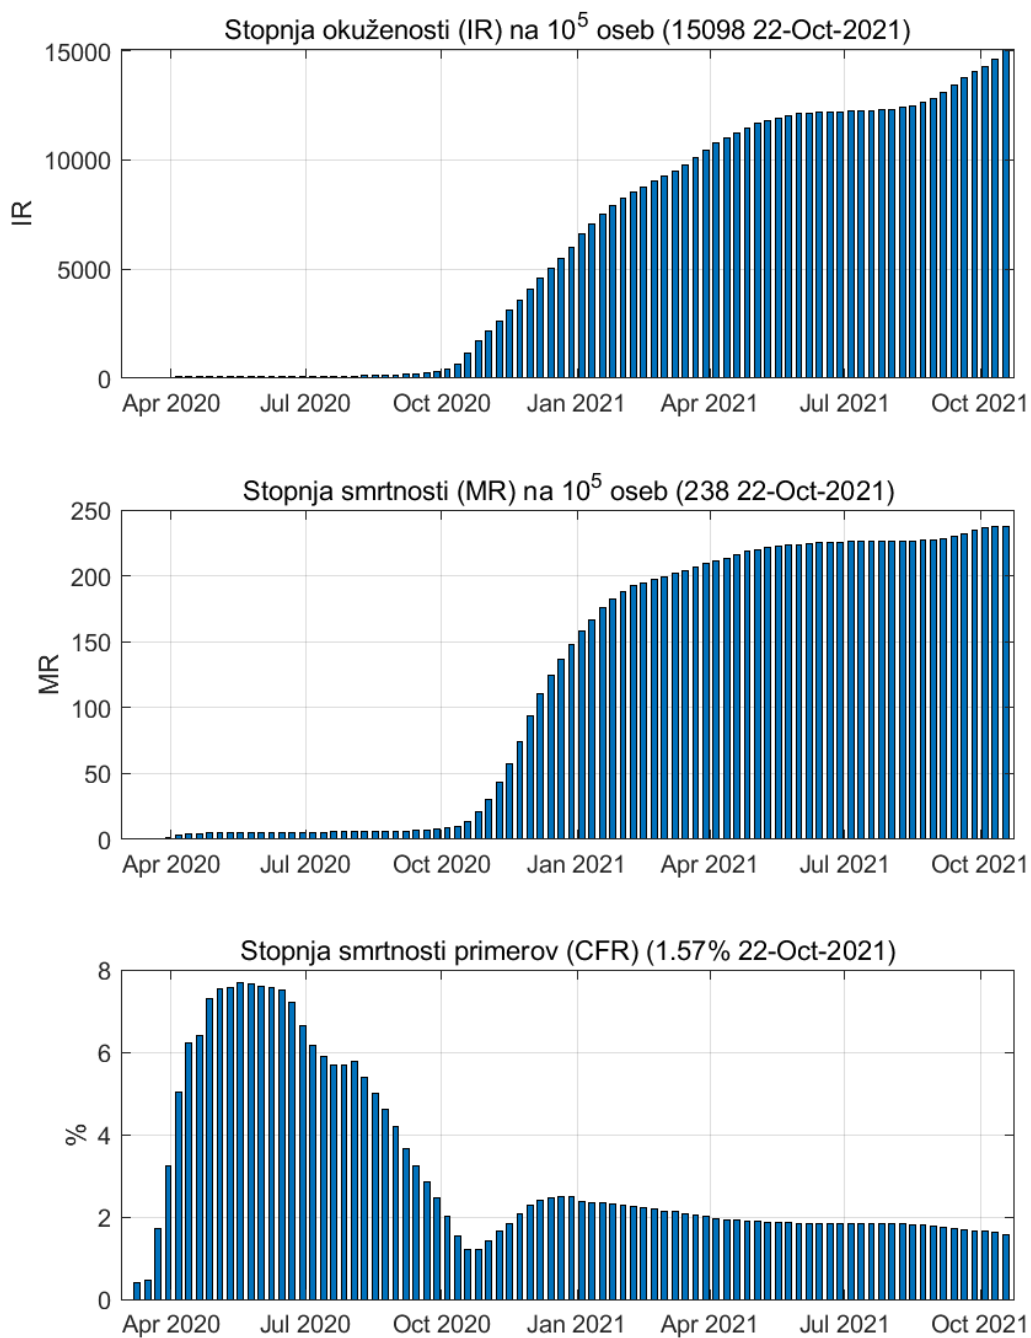 Stopnja okuženosti (IR) na 10^5 oseb (15098 22-Oct-2021)
15000
10000
5000
0
IR
Apr 2020 Jul 2020 Oct 2020 Jan 2021 Apr 2021 Jul 2021 Oct 2021
Stopnja smrtnosti (MR) na 10^5 oseb (238 22-Oct-2021)
250
200
150
100
50
0
MR
Apr 2020 Jul 2020 Oct 2020 Jan 2021 Apr 2021 Jul 2021 Oct 2021
Stopnja smrtnosti primerov (CFR) (1.57% 22-Oct-2021)
8
6
4
2
0
%
Apr 2020 Jul 2020 Oct 2020 Jan 2021 Apr 2021 Jul 2021 Oct 2021